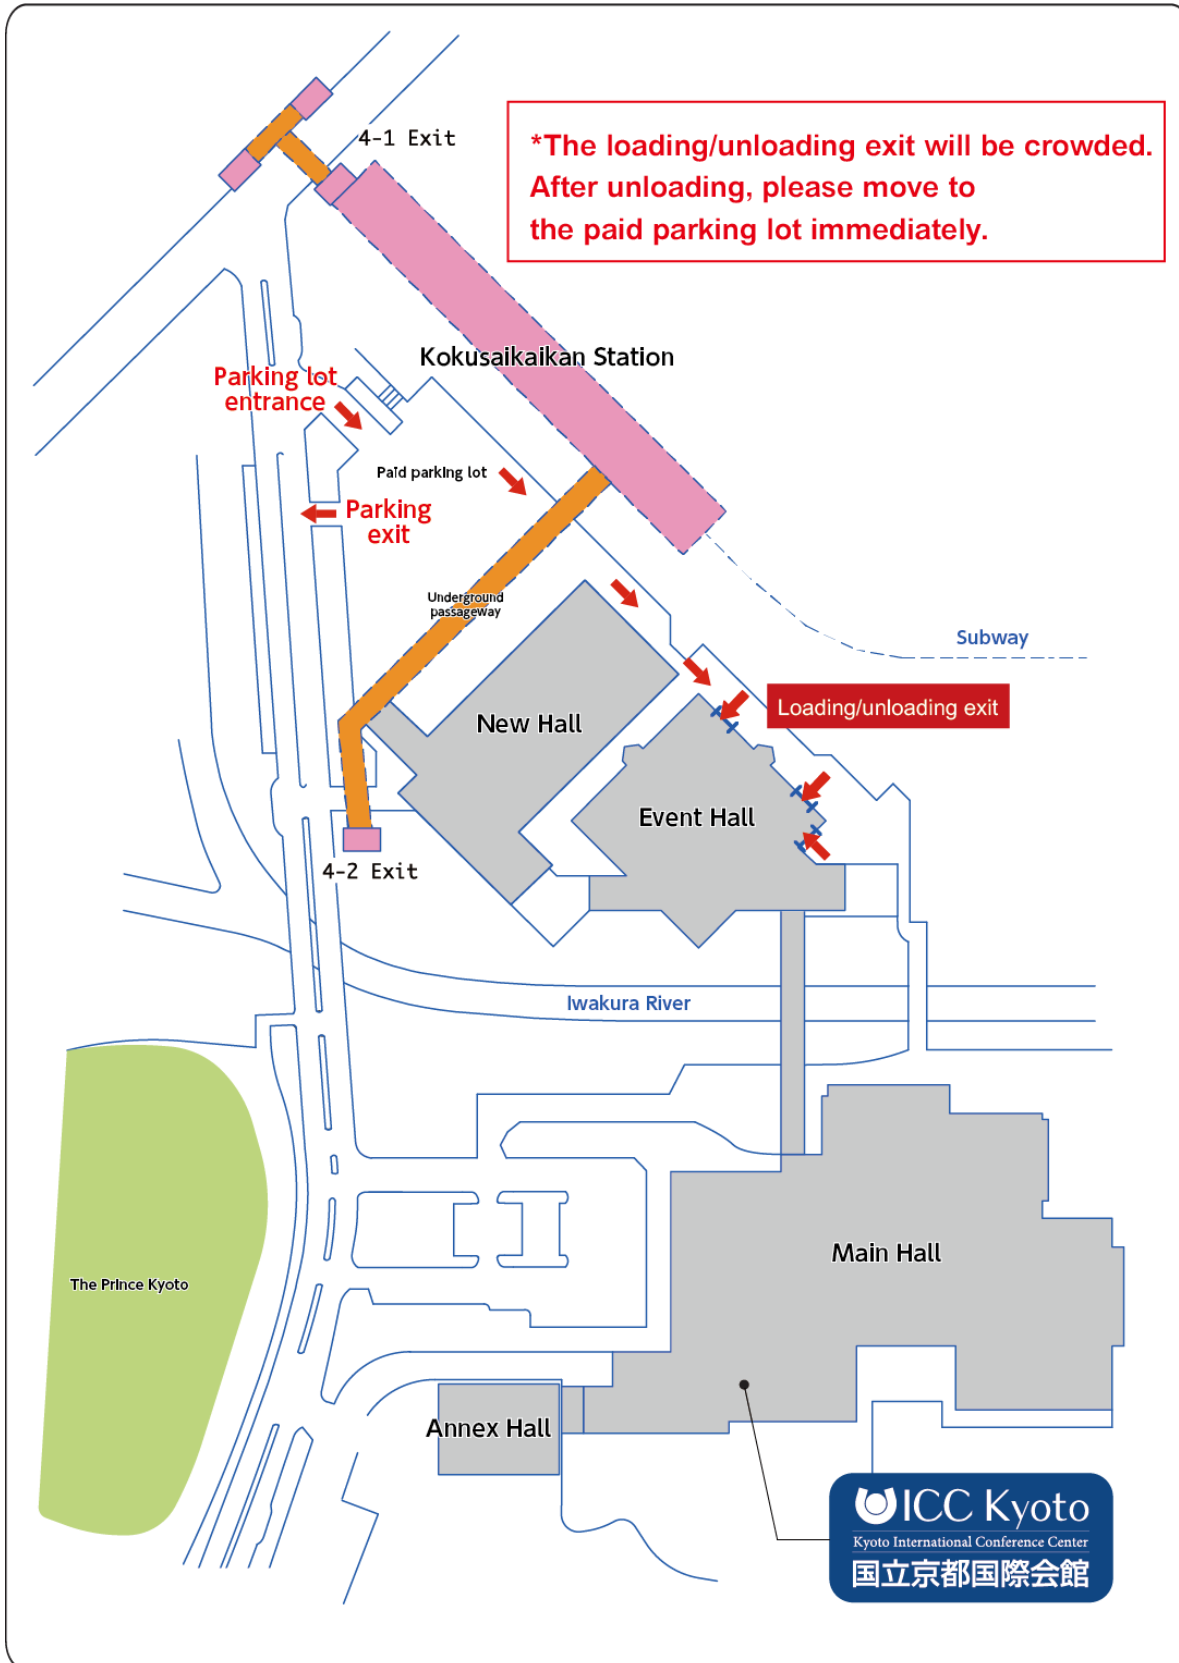 4-1 Exit
*The loading/unloading exit will be crowded.
After unloading, please move to
the paid parking lot immediately.
Kokusaikaikan Station
Parking lot
entrance
Paid parking lot
Parking
exit
Underground
passageway
Subway
Loading/unloading exit
New Hall
Event Hall
4-2 Exit
Iwakura River
Main Hall
The Prince Kyoto
Annex Hall
ICC Kyoto
Kyoto International Conference Center
国立京都国際会館